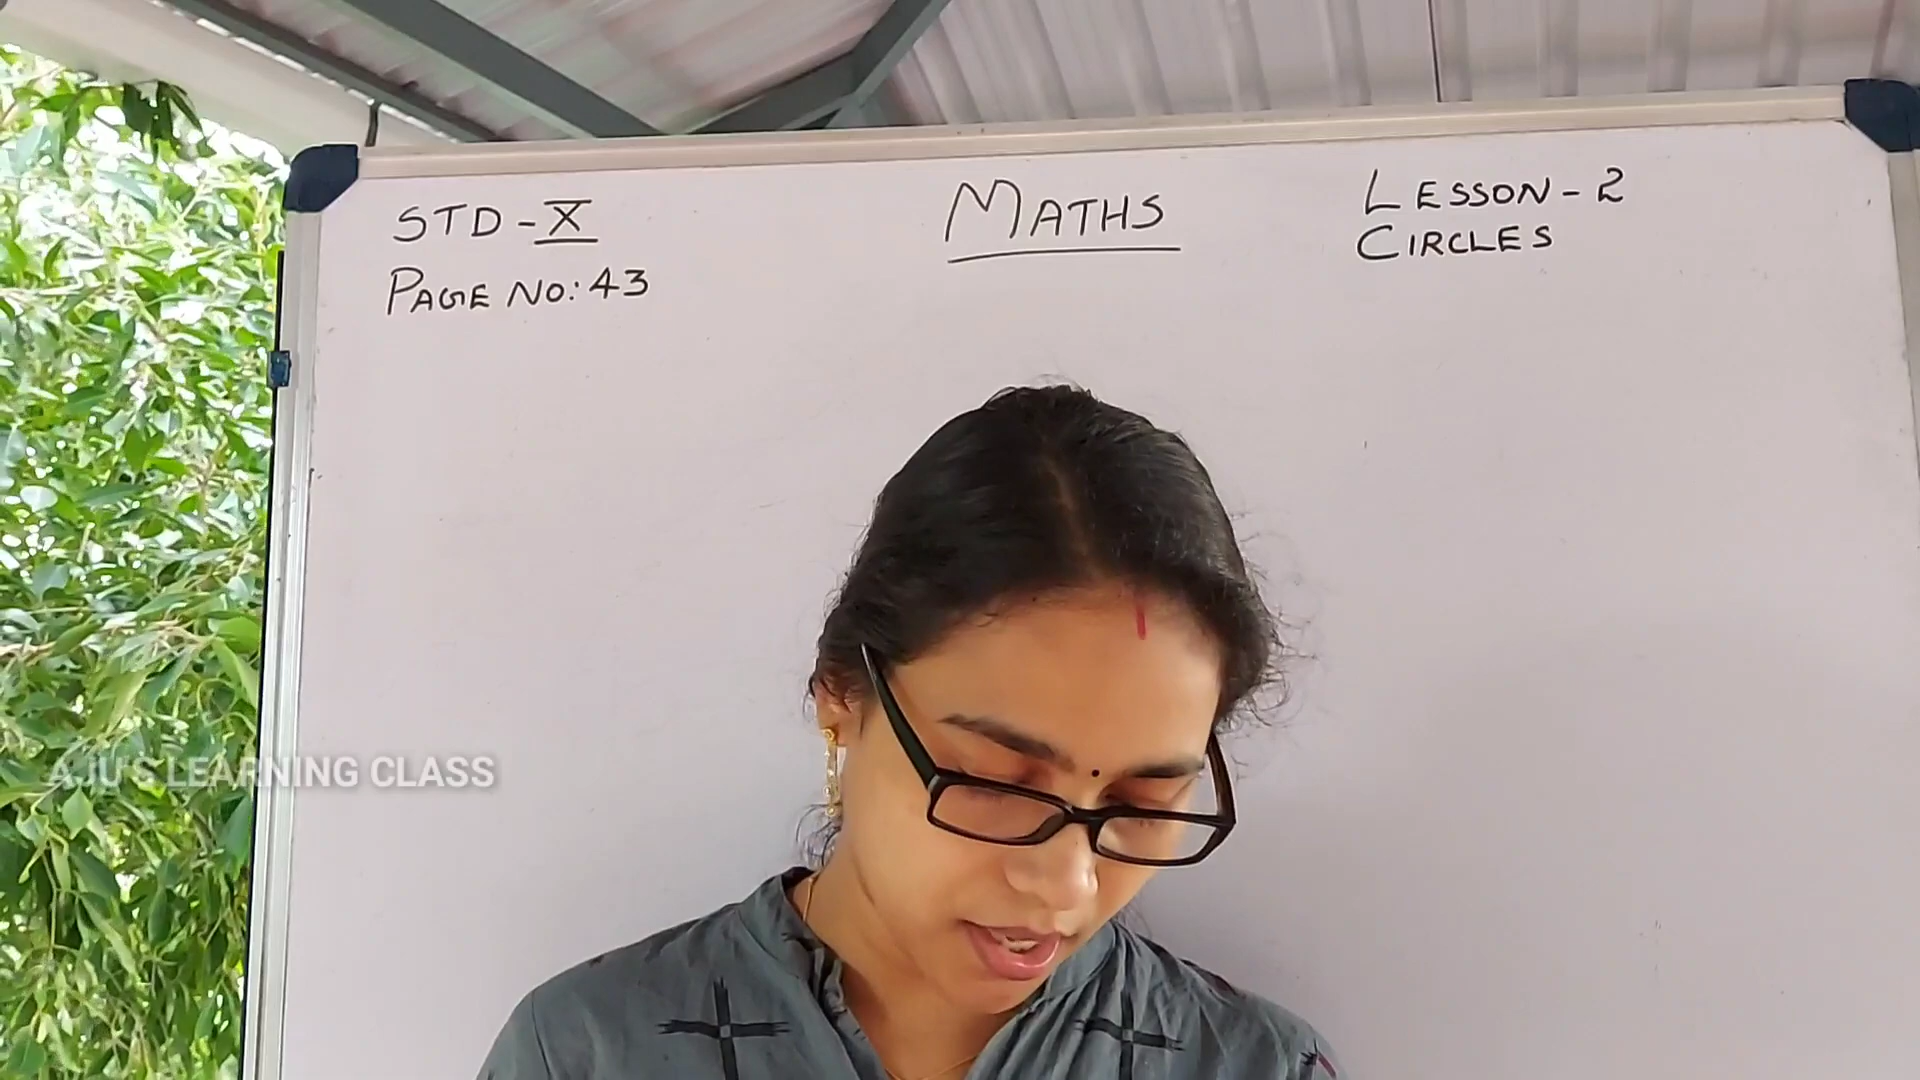 STD - X
MATHS
LESSON - 2
CIRCLES
PAGE NO: 43
AJU'S LEARNING CLASS